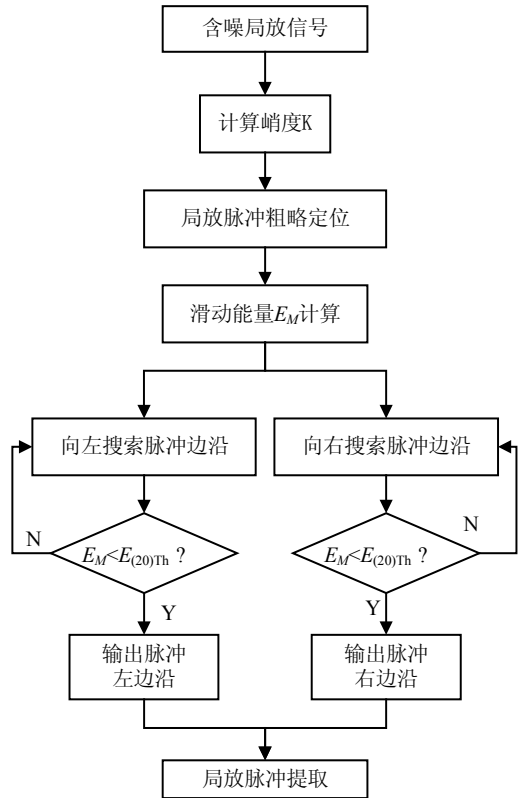 含噪局放信号
计算峭度K
局放脉冲粗略定位
滑动能量E_M计算
向左搜索脉冲边沿
向右搜索脉冲边沿
N
E_M<E_(20)Th ?
E_M<E_(20)Th ?
N
Y
Y
输出脉冲
左边沿
输出脉冲
右边沿
局放脉冲提取